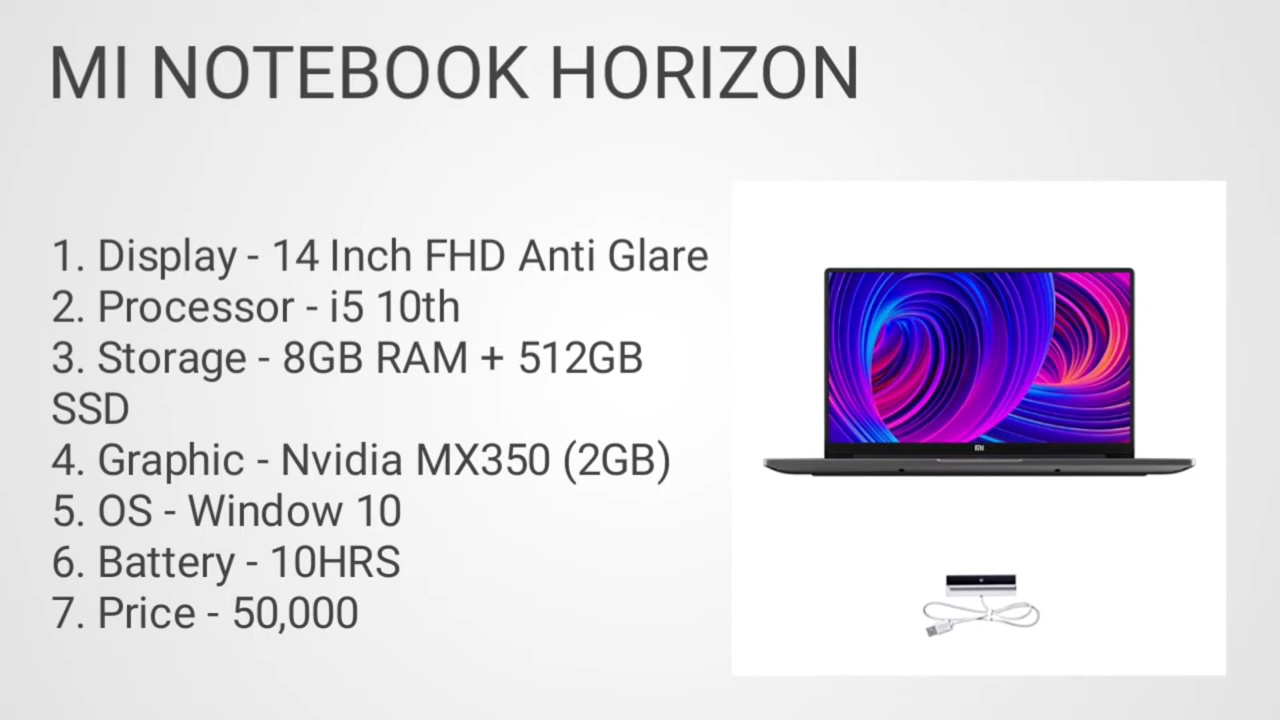 MI NOTEBOOK HORIZON
1. Display - 14 Inch FHD Anti Glare
2. Processor - i5 10th
3. Storage - 8GB RAM + 512GB
SSD
4. Graphic - Nvidia MX350 (2GB)
5. OS - Window 10
6. Battery - 10HRS
7. Price - 50,000
MI